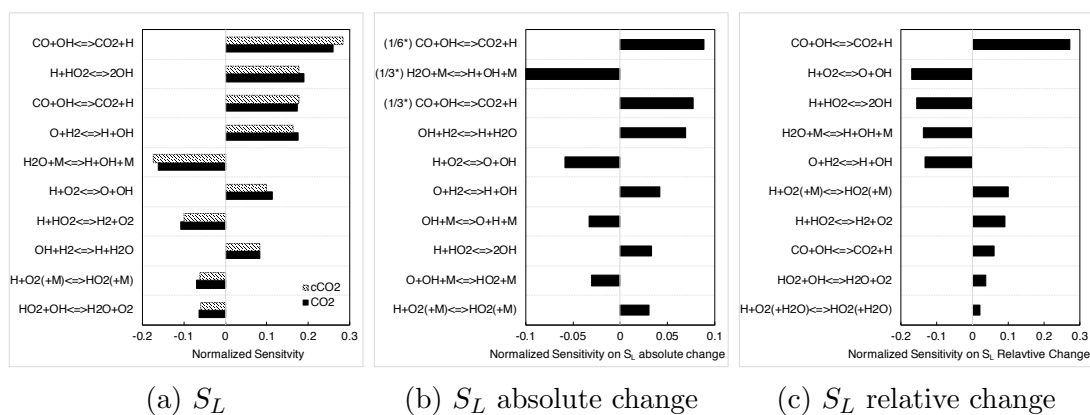 CO+OH<=>CO2+H
H+HO2<=>2OH
CO+OH<=>CO2+H
O+H2<=>H+OH
H2O+M<=>H+OH+M
H+O2<=>O+OH
H+HO2<=>H2+O2
OH+H2<=>H+H2O
H+O2(+M)<=>HO2(+M)
HO2+OH<=>H2O+O2
cCO2
CO2
-0.2 -0.1 0 0.1 0.2 0.3
Normalized Sensitivity
(a) S_L
(1/6*) CO+OH<=>CO2+H
(1/3*) H2O+M<=>H+OH+M
(1/3*) CO+OH<=>CO2+H
OH+H2<=>H+H2O
H+O2<=>O+OH
O+H2<=>H+OH
OH+M<=>O+H+M
H+HO2<=>2OH
O+OH+M<=>HO2+M
H+O2(+M)<=>HO2(+M)
-0.1 -0.05 0 0.05 0.1
Normalized Sensitivity on S_L absolute change
(b) S_L absolute change
CO+OH<=>CO2+H
H+O2<=>O+OH
H+HO2<=>2OH
H2O+M<=>H+OH+M
O+H2<=>H+OH
H+O2(+M)<=>HO2(+M)
H+HO2<=>H2+O2
CO+OH<=>CO2+H
HO2+OH<=>H2O+O2
H+O2(+H2O)<=>HO2(+H2O)
-0.2 -0.1 0 0.1 0.2 0.3
Normalized Sensitivity on S_L Relavtive Change
(c) S_L relative change